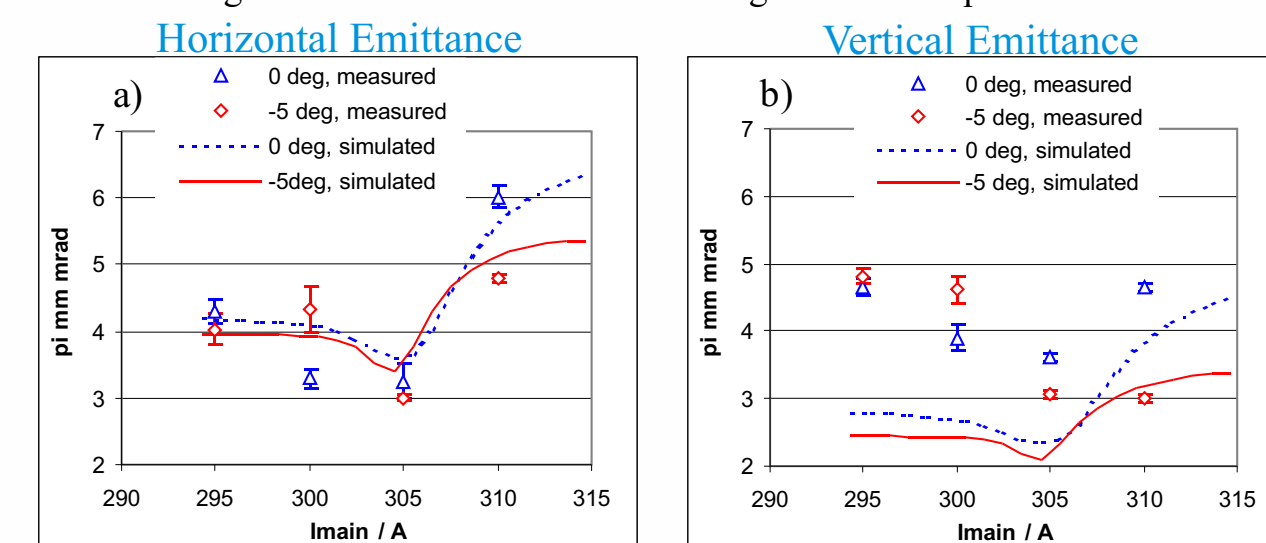 Horizontal Emittance
a)
0 deg, measured
-5 deg, measured
0 deg, simulated
-5deg, simulated
7
6
5
4
3
2
pi mm mrad
290 295 300 305 310 315
Imain / A
Vertical Emittance
b)
0 deg, measured
-5 deg, measured
0 deg, simulated
-5 deg, simulated
7
6
5
4
3
2
pi mm mrad
290 295 300 305 310 315
Imain / A